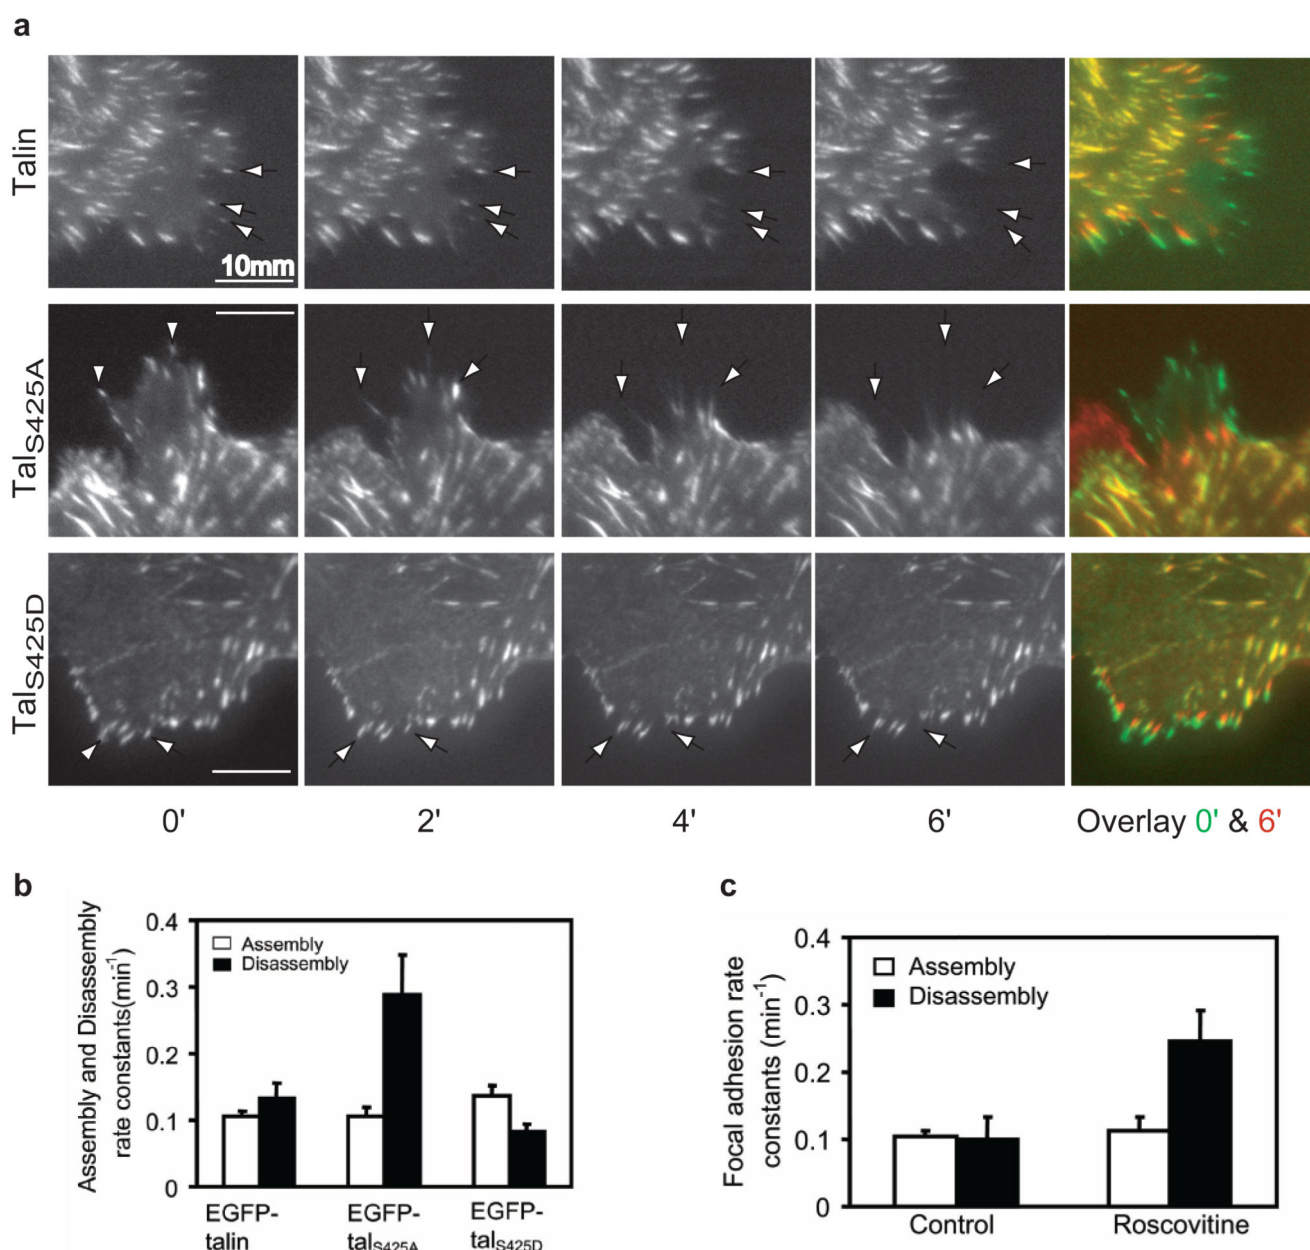 a
Talin
10mm
TalS425A
TalS425D
0'
2'
4'
6'
Overlay 0' & 6'
b
Assembly and Disassembly
rate constants(min-1)
0.4
0.3
0.2
0.1
0
Assembly
Disassembly
EGFP-
talin
EGFP-
talS425A
EGFP-
talS425D
c
Focal adhesion rate
constants (min-1)
0.4
0.3
0.2
0.1
0
Assembly
Disassembly
Control
Roscovitine